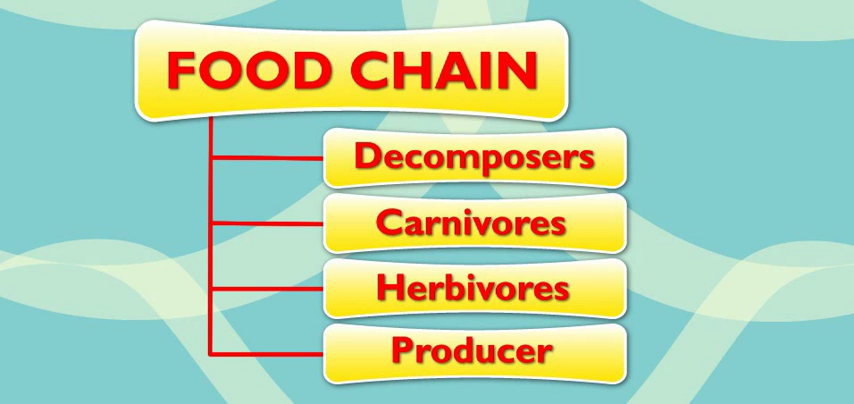 FOOD CHAIN
Decomposers
Carnivores
Herbivores
Producer